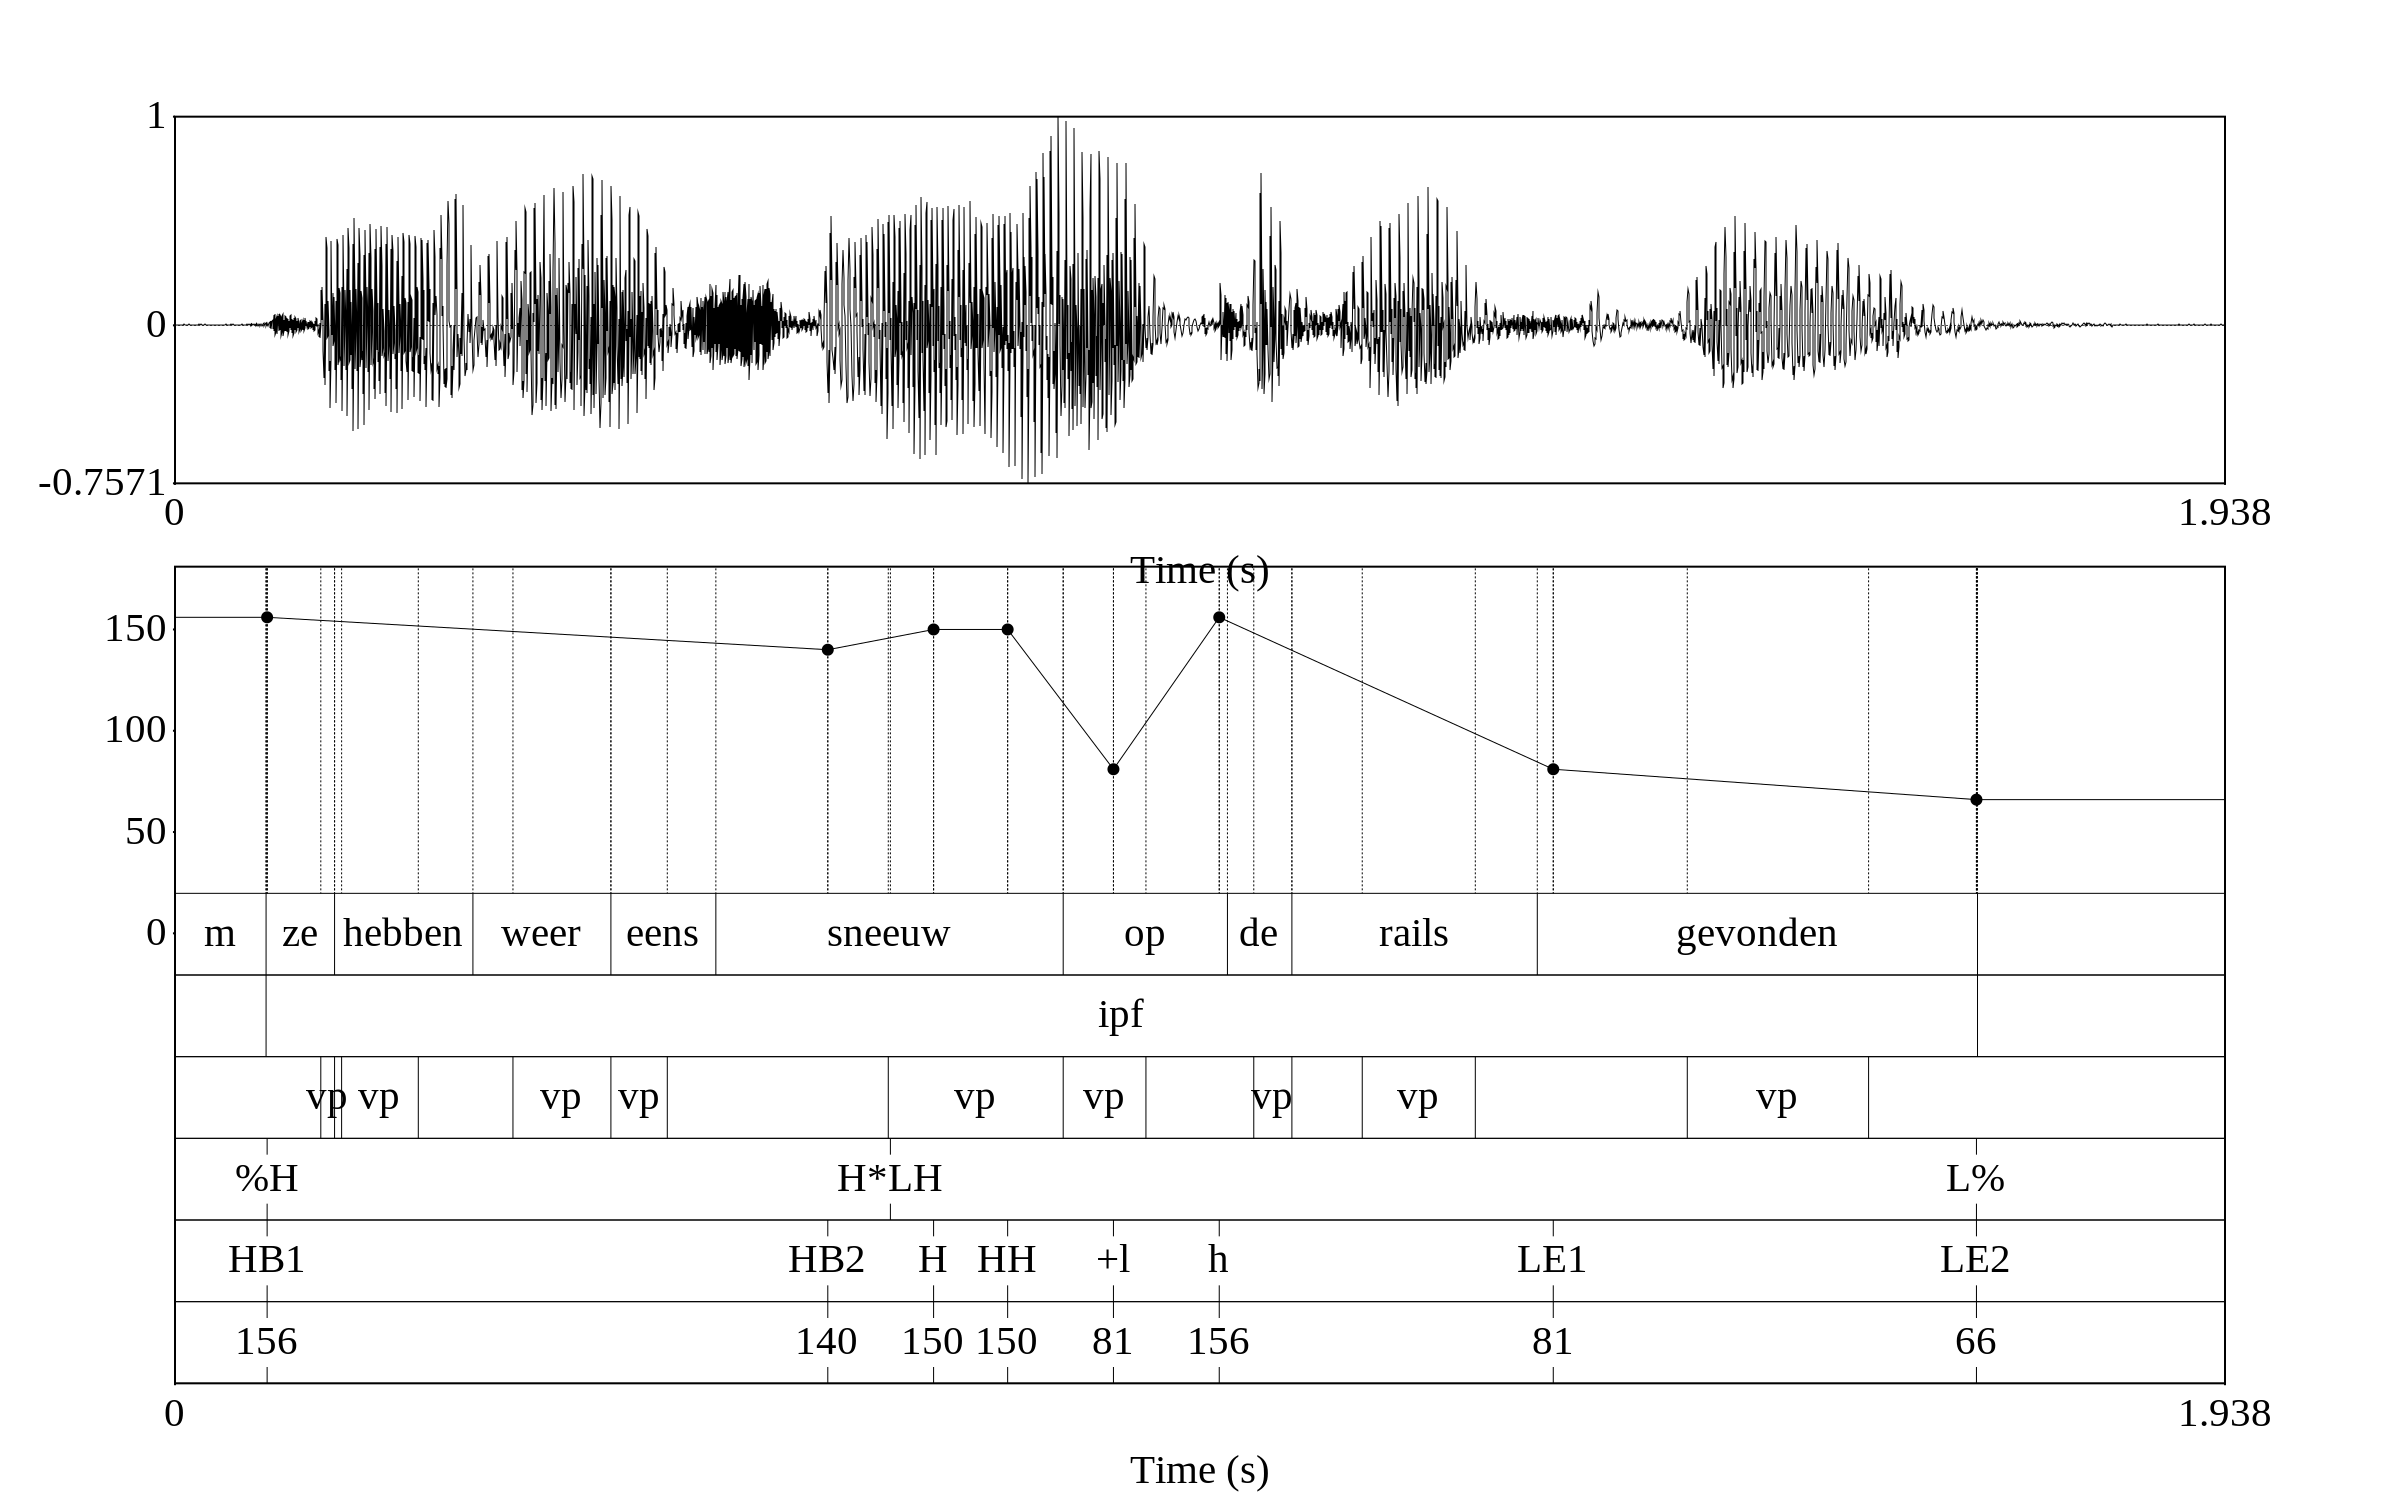 1
0
-0.7571
0 1.938
Time (s)
150
100
50
0
m ze hebben weer eens sneeuw op de rails gevonden
ipf
vp vp vp vp vp vp vp vp vp
%H H*LH L%
HB1 HB2 H HH +l h LE1 LE2
156 140 150 150 81 156 81 66
0 1.938
Time (s)